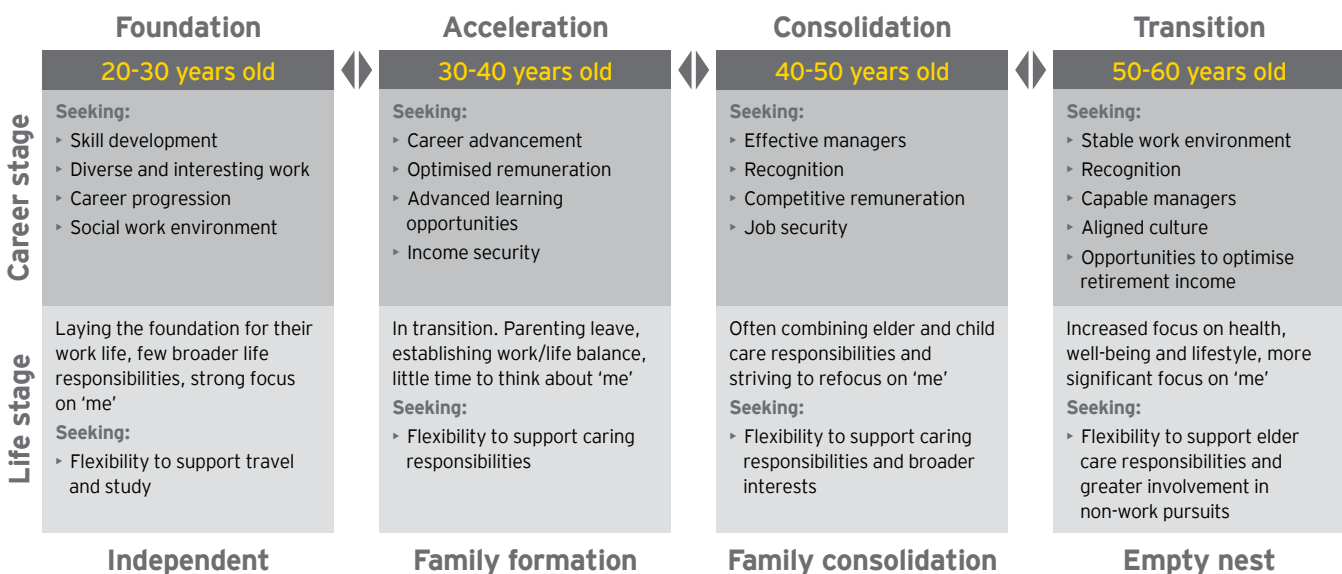 Foundation
Acceleration
Consolidation
Transition
20-30 years old
30-40 years old
40-50 years old
50-60 years old
Career stage
Seeking:
‣ Skill development
‣ Diverse and interesting work
‣ Career progression
‣ Social work environment
Seeking:
‣ Career advancement
‣ Optimised remuneration
‣ Advanced learning
opportunities
‣ Income security
Seeking:
‣ Effective managers
‣ Recognition
‣ Competitive remuneration
‣ Job security
Seeking:
‣ Stable work environment
‣ Recognition
‣ Capable managers
‣ Aligned culture
‣ Opportunities to optimise
retirement income
Life stage
Laying the foundation for their
work life, few broader life
responsibilities, strong focus
on ‘me’
Seeking:
‣ Flexibility to support travel
and study
In transition. Parenting leave,
establishing work/life balance,
little time to think about ‘me’
Seeking:
‣ Flexibility to support caring
responsibilities
Often combining elder and child
care responsibilities and
striving to refocus on ‘me’
Seeking:
‣ Flexibility to support caring
responsibilities and broader
interests
Increased focus on health,
well-being and lifestyle, more
significant focus on ‘me’
Seeking:
‣ Flexibility to support elder
care responsibilities and
greater involvement in
non-work pursuits
Independent
Family formation
Family consolidation
Empty nest